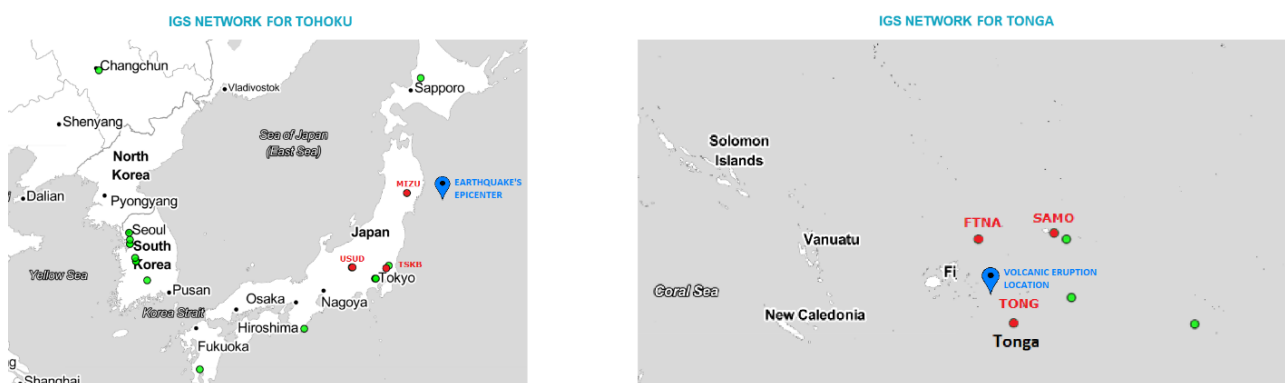 IGS NETWORK FOR TOHOKU
Changchun
Vladivostok
Sapporo
Shenyang
Sea of Japan
(East Sea)
North
Korea
MIZU
EARTHQUAKE'S
EPICENTER
Dalian
Pyongyang
Seoul
Japan
South
Korea
USUD
TSKB
Yellow Sea
Tokyo
Pusan
Osaka
Nagoya
Korea Strait
Hiroshima
Fukuoka
ng
Shanghai
IGS NETWORK FOR TONGA
Solomon
Islands
FTNA
SAMO
Vanuatu
Fi
VOLCANIC ERUPTION
LOCATION
Coral Sea
TONG
New Caledonia
Tonga